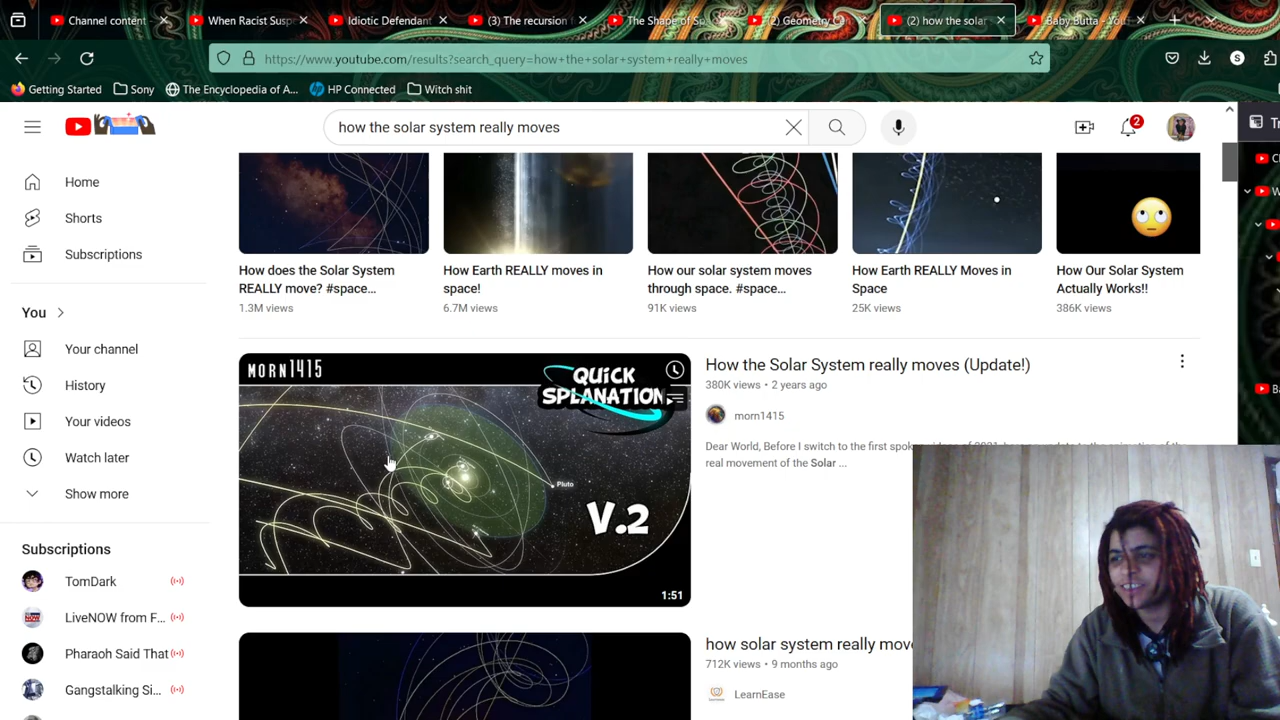 Channel content
When Racist Susp
Idiotic Defendant
(3) The recursion
The Shape of Sp
(2) Geometry Cen
(2) how the solar
Baby Butta - You
https://www.youtube.com/results?search_query=how+the+solar+system+really+moves
S
Getting Started
Sony
The Encyclopedia of A...
HP Connected
Witch shit
how the solar system really moves
2
Home
Shorts
Subscriptions
You
Your channel
History
Your videos
Watch later
Show more
Subscriptions
TomDark
LiveNOW from F...
Pharaoh Said That
Gangstalking Si...
How does the Solar System
REALLY move? #space...
1.3M views
How Earth REALLY moves in
space!
6.7M views
How our solar system moves
through space. #space...
91K views
How Earth REALLY Moves in
Space
25K views
How Our Solar System
Actually Works!!
386K views
MORN1415
QUICK
SPLANATION
Pluto
V.2
1:51
How the Solar System really moves (Update!)
380K views • 2 years ago
morn1415
Dear World, Before I switch to the first spok
real movement of the Solar ...
how solar system really move
712K views • 9 months ago
LearnEase
Tr